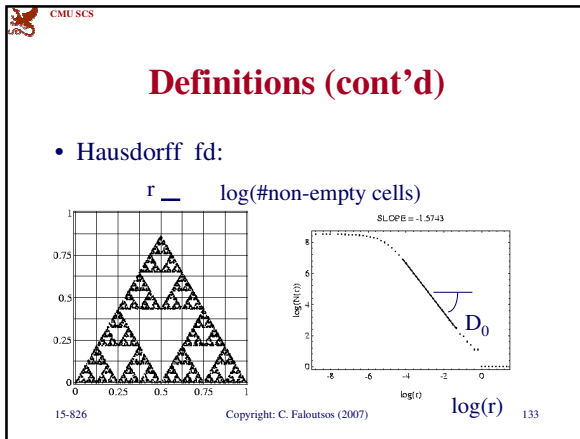 CMU SCS
Definitions (cont'd)
• Hausdorff fd:
r log(#non-empty cells)
1
0.75
0.5
0.25
0
0 0.25 0.5 0.75 1
SLOPE = -1.5743
8
6
4
2
0
log(N(r))
D0
-8 -6 -4 -2 0
log(r)
log(r)
15-826 Copyright: C. Faloutsos (2007) 133